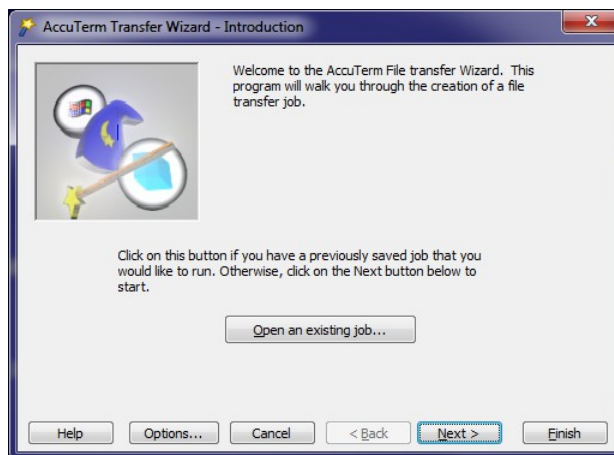 AccuTerm Transfer Wizard - Introduction
Welcome to the AccuTerm File transfer Wizard. This
program will walk you through the creation of a file
transfer job.
Click on this button if you have a previously saved job that you
would like to run. Otherwise, click on the Next button below to
start.
Open an existing job...
Help Options... Cancel < Back Next > Finish